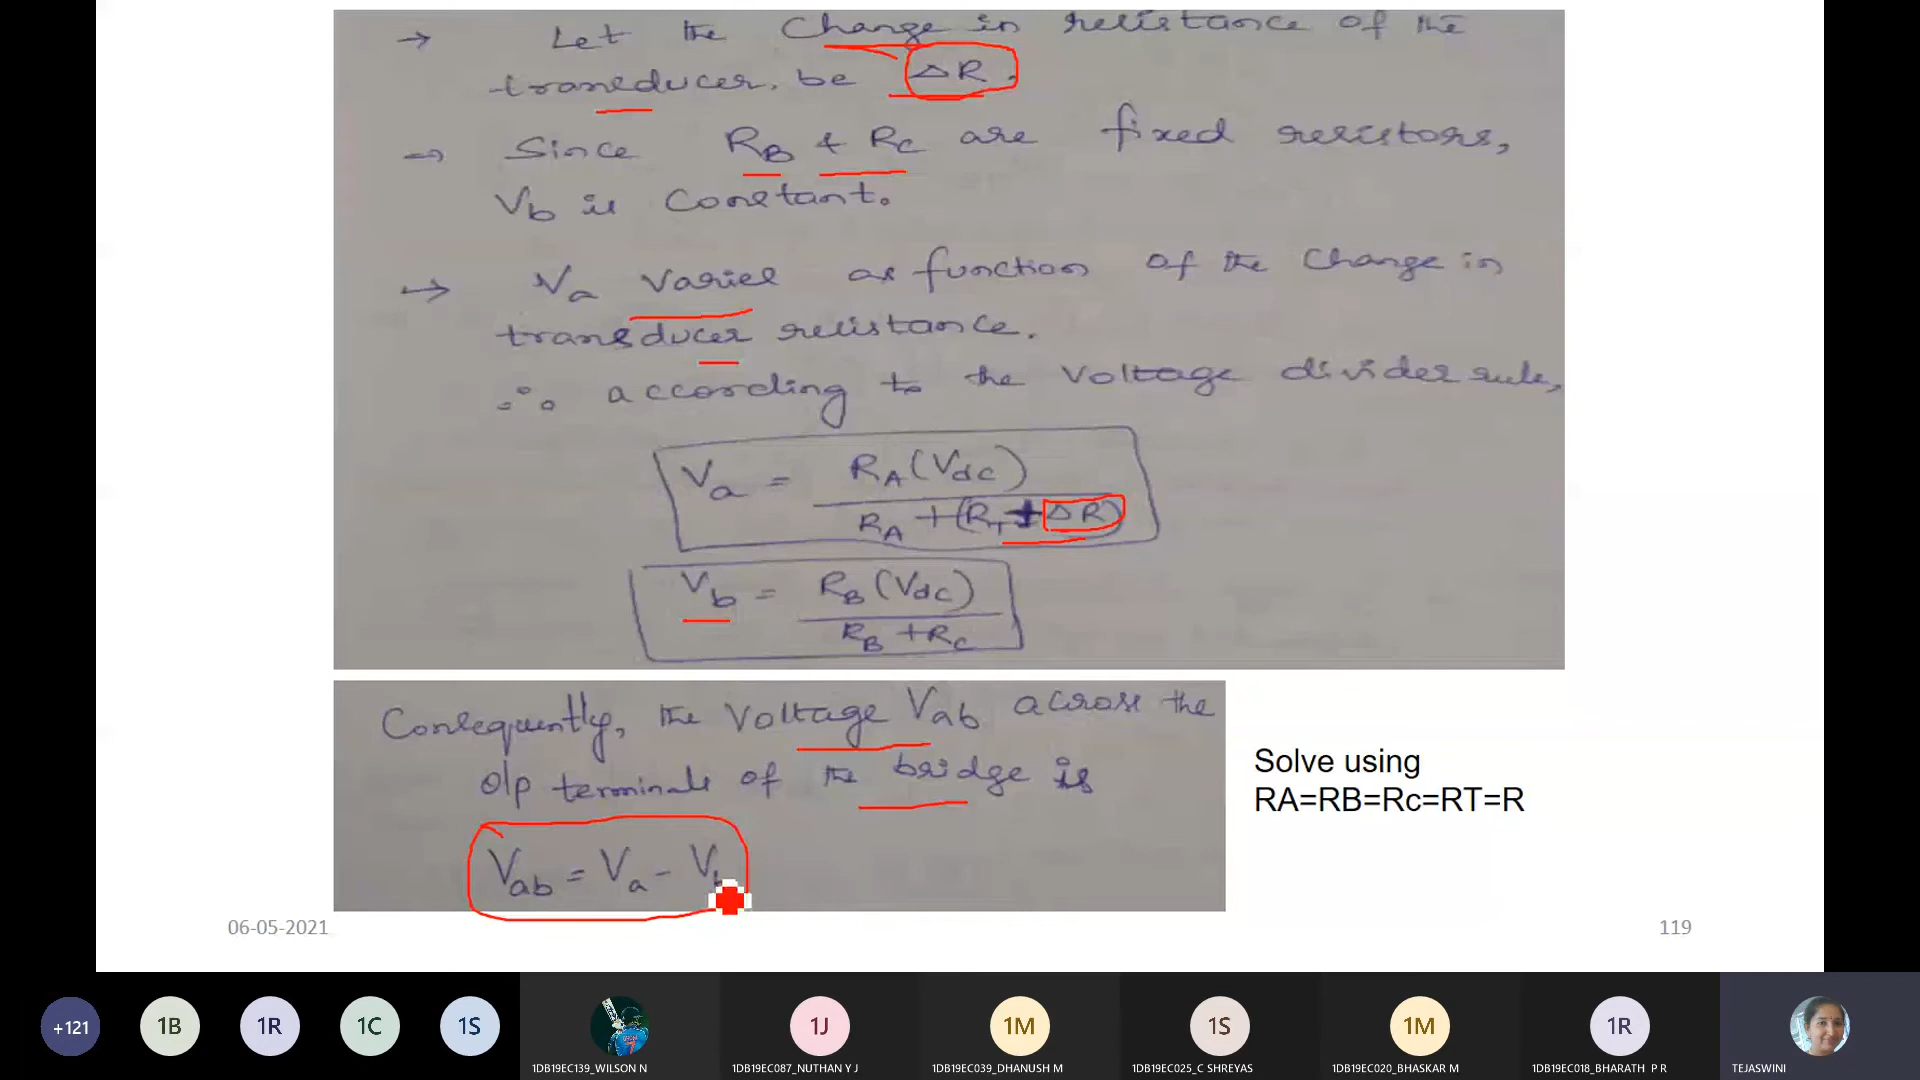 → Let the change in resistance of the
transducer, be ΔR.
→ Since RB & RC are fixed resistors,
Vb is constant.
→ Va varies as function of the change in
transducer resistance.
∴ according to the voltage divider rule,
Va = RA(Vdc) / RA + (RT + ΔR)
Vb = RB(Vdc) / RB + RC
Consequently, the voltage Vab across the
o/p terminals of the bridge is
Vab = Va - Vb
Solve using
RA=RB=Rc=RT=R
06-05-2021
119
+121
1B
1R
1C
1S
1J
1M
1S
1M
1R
1DB19EC139_WILSON N
1DB19EC087_NUTHAN Y J
1DB19EC039_DHANUSH M
1DB19EC025_C SHREYAS
1DB19EC020_BHASKAR M
1DB19EC018_BHARATH P R
TEJASWINI